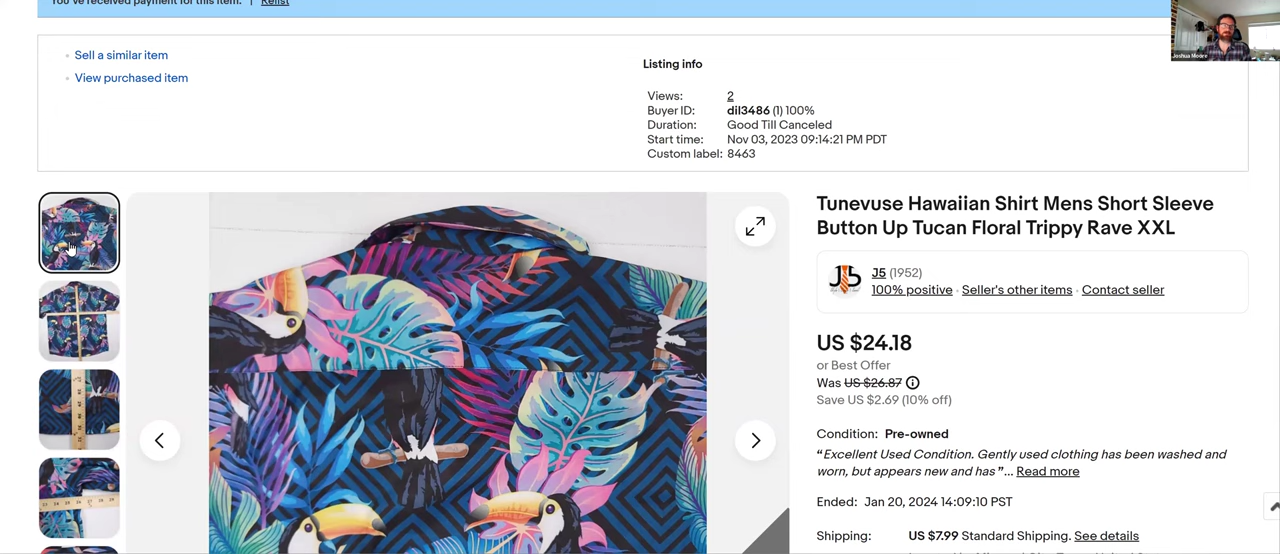 You've received payment for this item. | Relist
Sell a similar item
View purchased item
Listing info
Views: 2
Buyer ID: dil3486 (1) 100%
Duration: Good Till Canceled
Start time: Nov 03, 2023 09:14:21 PM PDT
Custom label: 8463
Joshua Moore
Tunevuse Hawaiian Shirt Mens Short Sleeve
Button Up Tucan Floral Trippy Rave XXL
J5
J5 (1952)
100% positive · Seller's other items · Contact seller
US $24.18
or Best Offer
Was US $26.87
Save US $2.69 (10% off)
Condition: Pre-owned
"Excellent Used Condition. Gently used clothing has been washed and
worn, but appears new and has"... Read more
Ended: Jan 20, 2024 14:09:10 PST
Shipping: US $7.99 Standard Shipping. See details